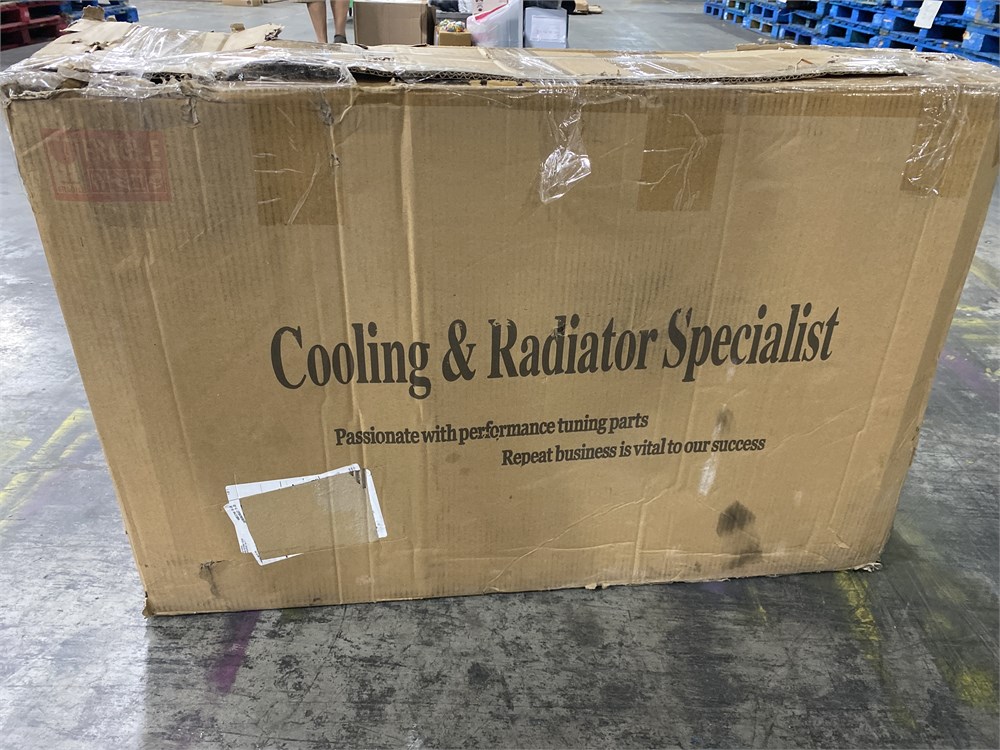 Cooling & Radiator Specialist
Passionate with performance tuning parts
Repeat business is vital to our success